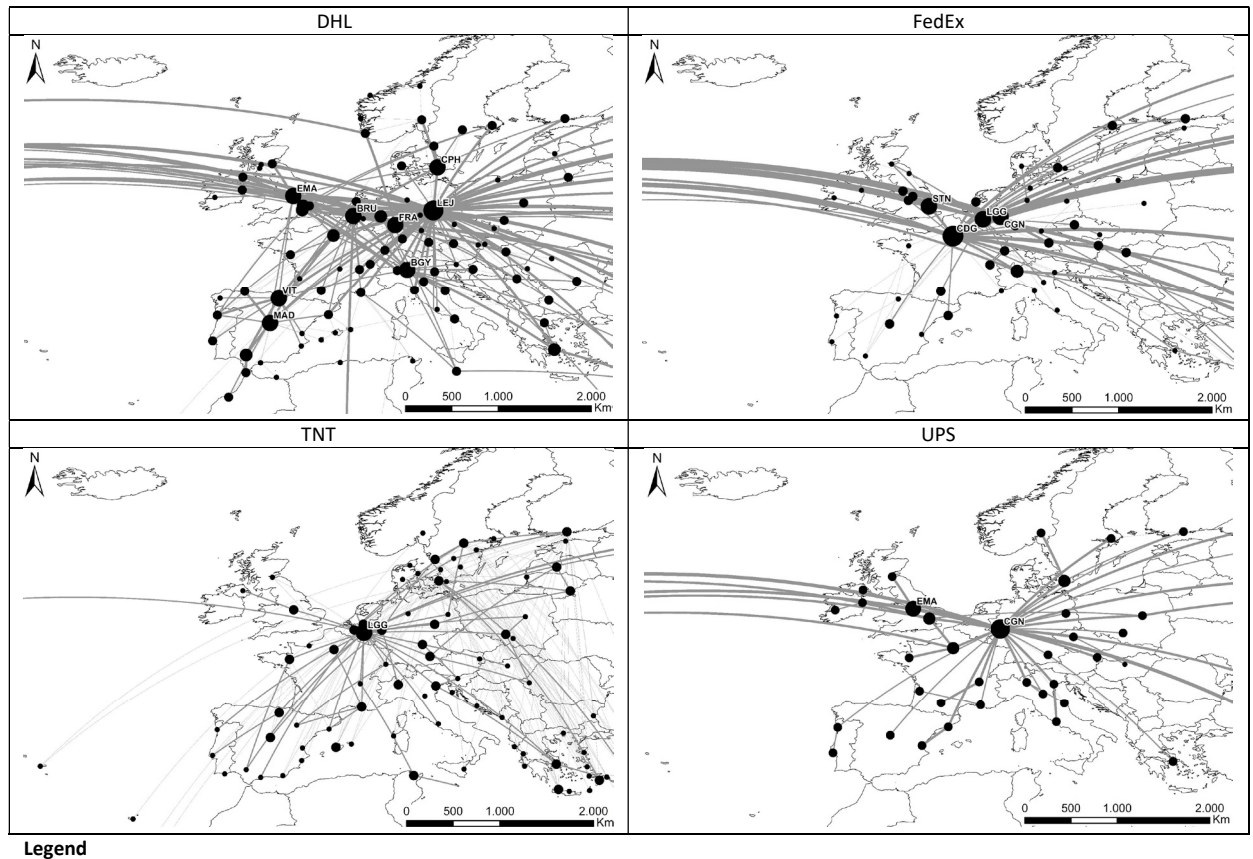 DHL
FedEx
N
CPH
EMA
BRU
FRA
LEJ
BGY
VIT
MAD
0 500 1.000 2.000
Km
N
STN
LGG
CGN
CDG
0 500 1.000 2.000
Km
TNT
UPS
N
LGG
0 500 1.000 2.000
Km
N
EMA
CGN
0 500 1.000 2.000
Km
Legend